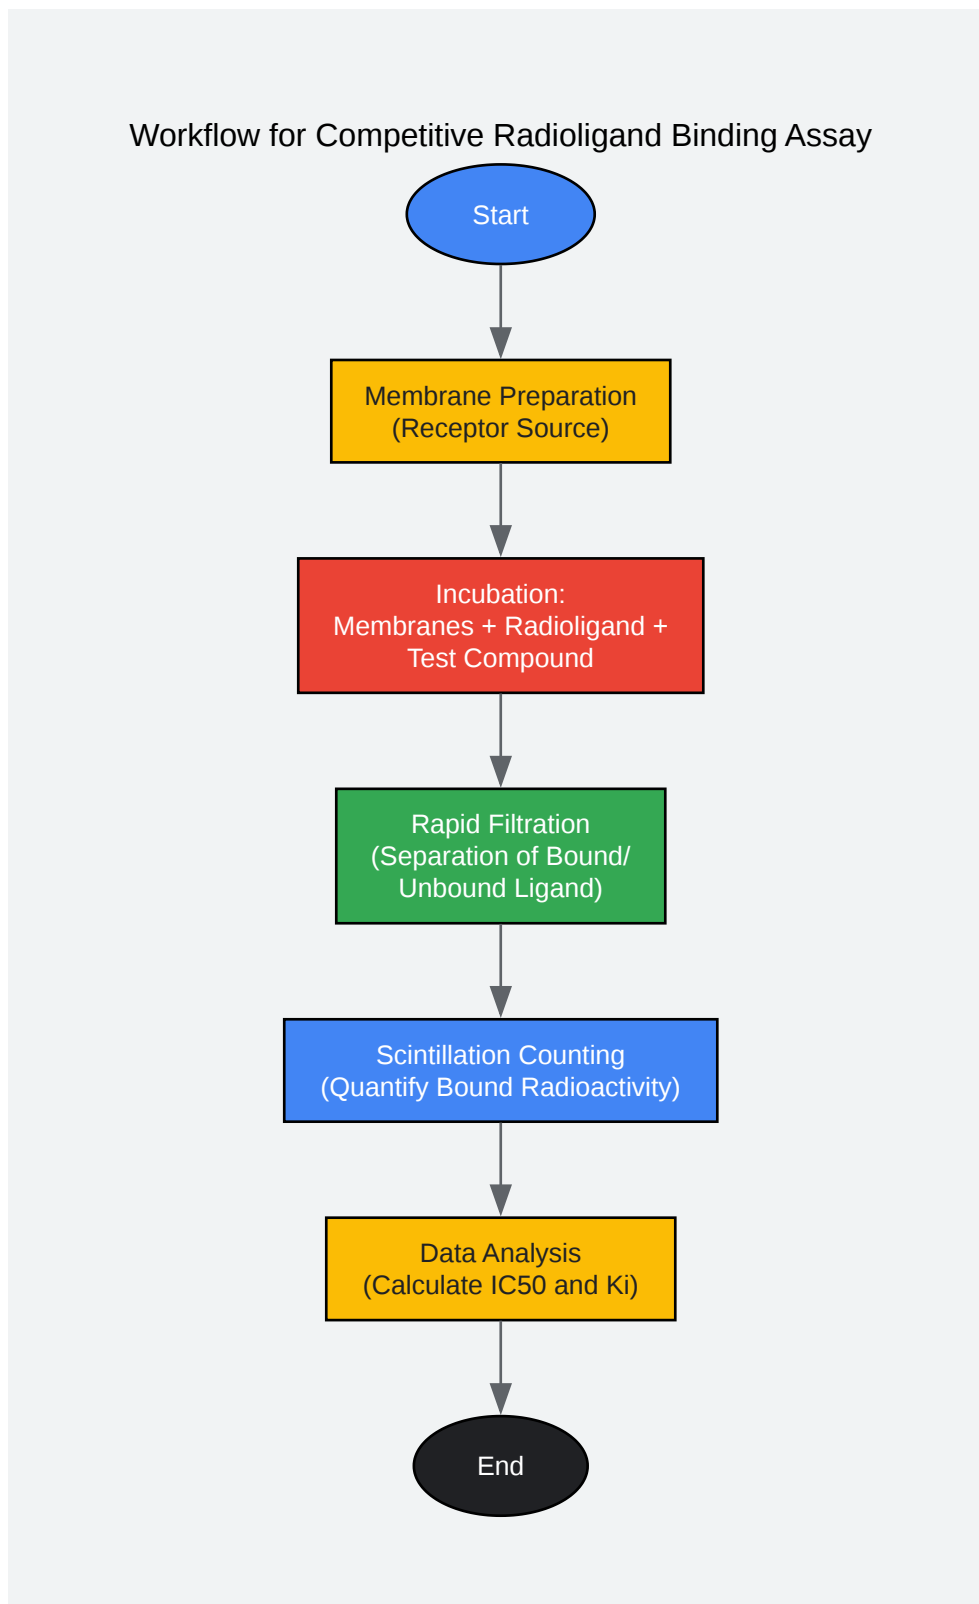 Workflow for Competitive Radioligand Binding Assay
Start
Membrane Preparation
(Receptor Source)
Incubation:
Membranes + Radioligand +
Test Compound
Rapid Filtration
(Separation of Bound/
Unbound Ligand)
Scintillation Counting
(Quantify Bound Radioactivity)
Data Analysis
(Calculate IC50 and Ki)
End